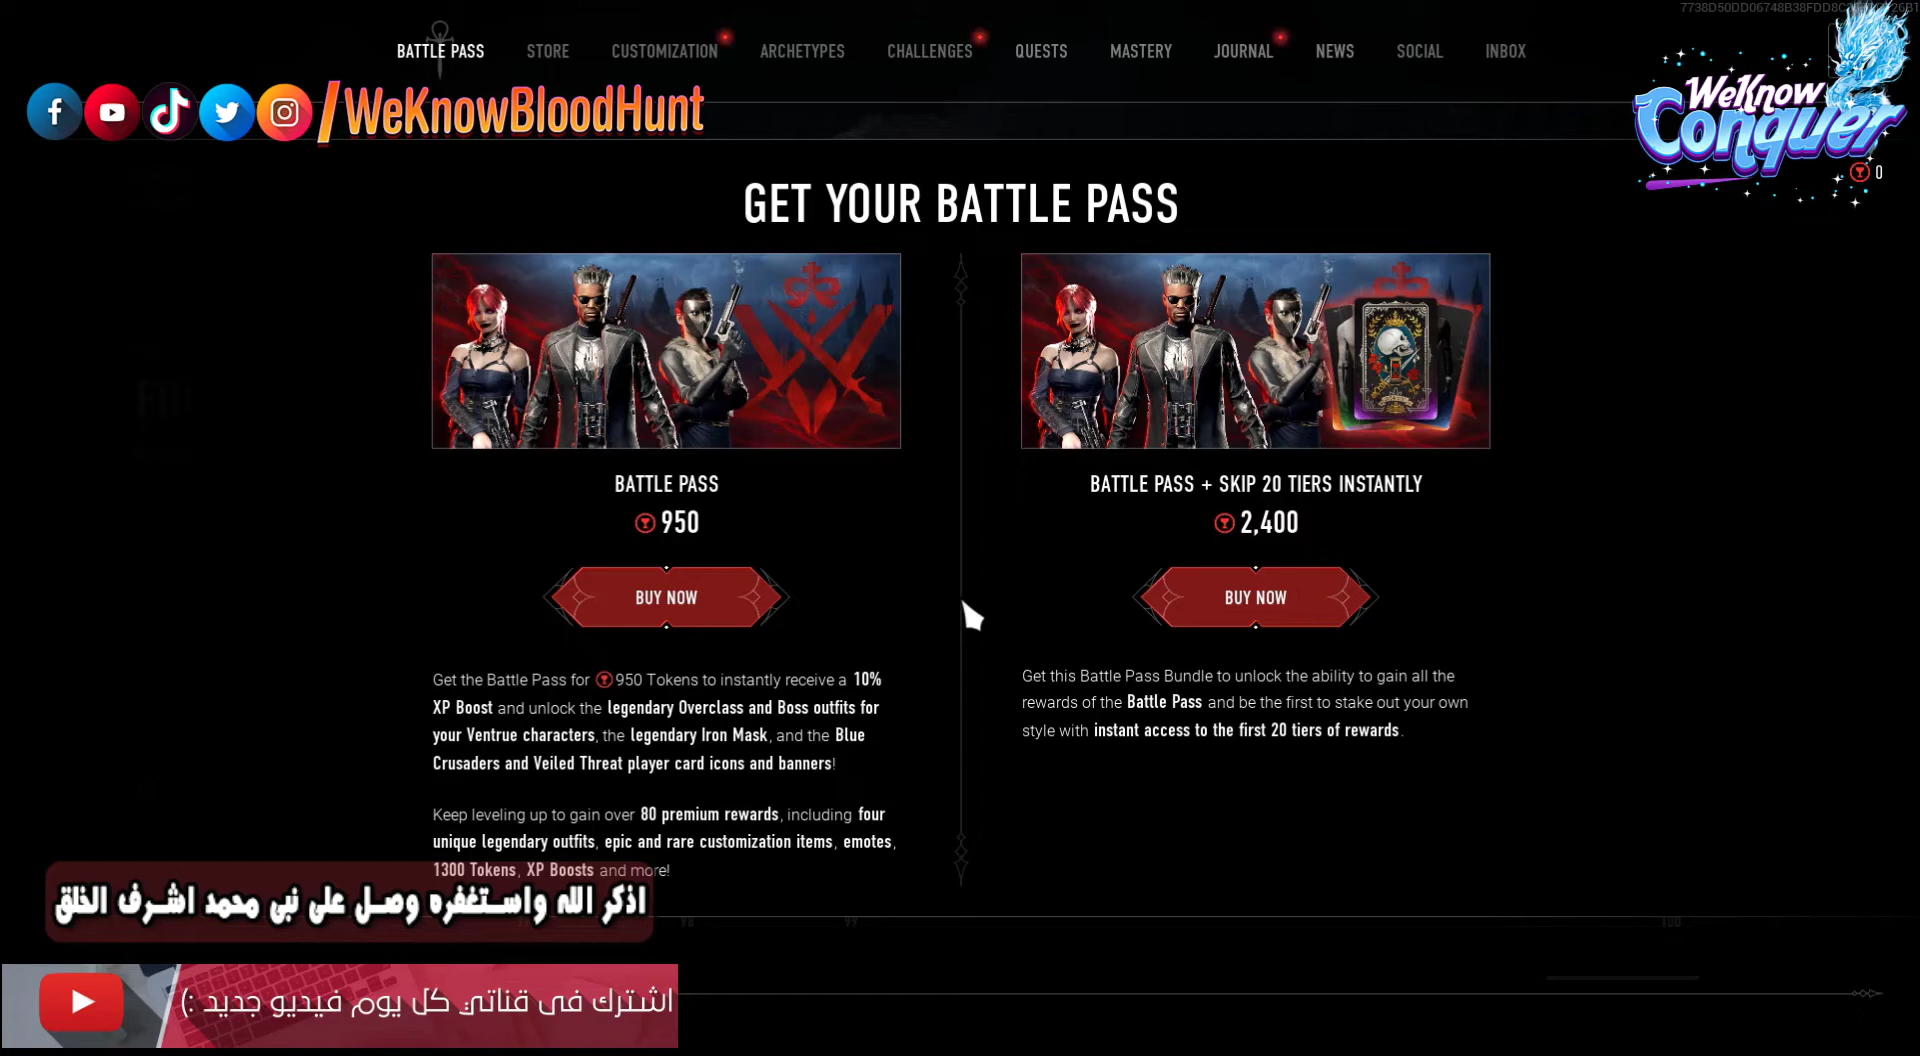 BATTLE PASS STORE CUSTOMIZATION ARCHETYPES CHALLENGES QUESTS MASTERY JOURNAL NEWS SOCIAL INBOX
/WeKnowBloodHunt
WeKnow
Conquer
0
GET YOUR BATTLE PASS
BATTLE PASS
950
BUY NOW
Get the Battle Pass for 950 Tokens to instantly receive a 10%
XP Boost and unlock the legendary Overclass and Boss outfits for
your Ventrue characters, the legendary Iron Mask, and the Blue
Crusaders and Veiled Threat player card icons and banners!
Keep leveling up to gain over 80 premium rewards, including four
unique legendary outfits, epic and rare customization items, emotes,
1300 Tokens, XP Boosts and more!
BATTLE PASS + SKIP 20 TIERS INSTANTLY
2,400
BUY NOW
Get this Battle Pass Bundle to unlock the ability to gain all the
rewards of the Battle Pass and be the first to stake out your own
style with instant access to the first 20 tiers of rewards.
اذكر الله واستغفره وصل على نبى محمد اشرف الخلق
98 99 100
اشترك فى قناتي كل يوم فيديو جديد :)